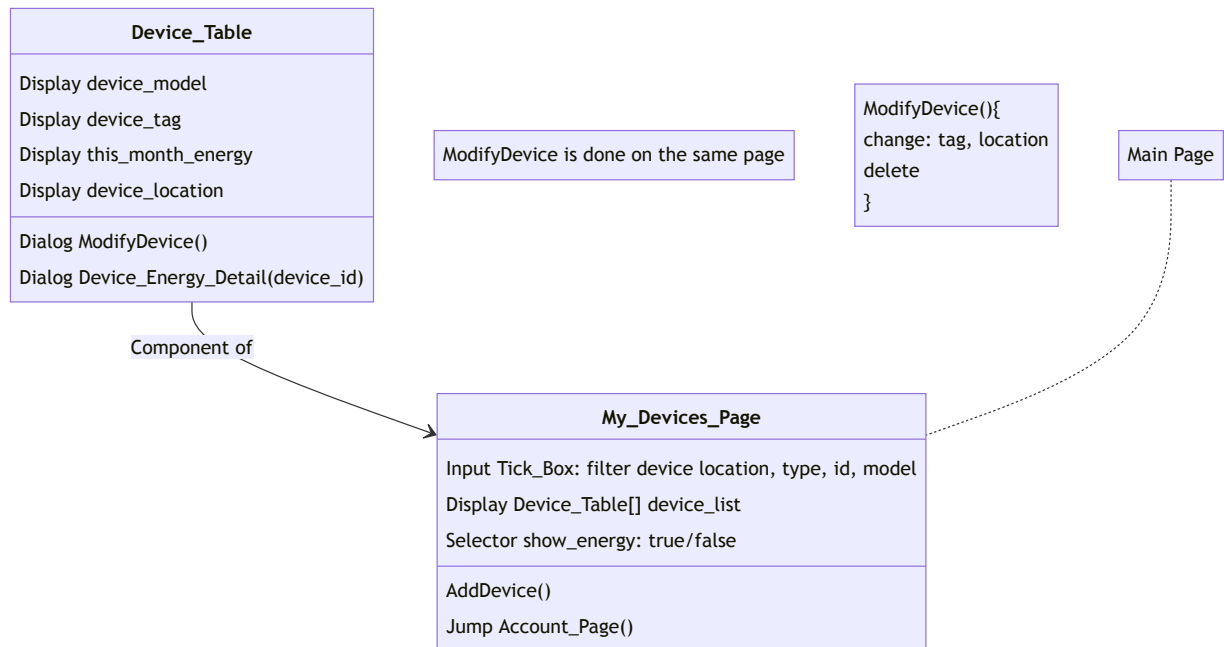 Device_Table
Display device_model
Display device_tag
Display this_month_energy
Display device_location
Dialog ModifyDevice()
Dialog Device_Energy_Detail(device_id)
ModifyDevice is done on the same page
ModifyDevice(){
change: tag, location
delete
}
Main Page
Component of
My_Devices_Page
Input Tick_Box: filter device location, type, id, model
Display Device_Table[] device_list
Selector show_energy: true/false
AddDevice()
Jump Account_Page()